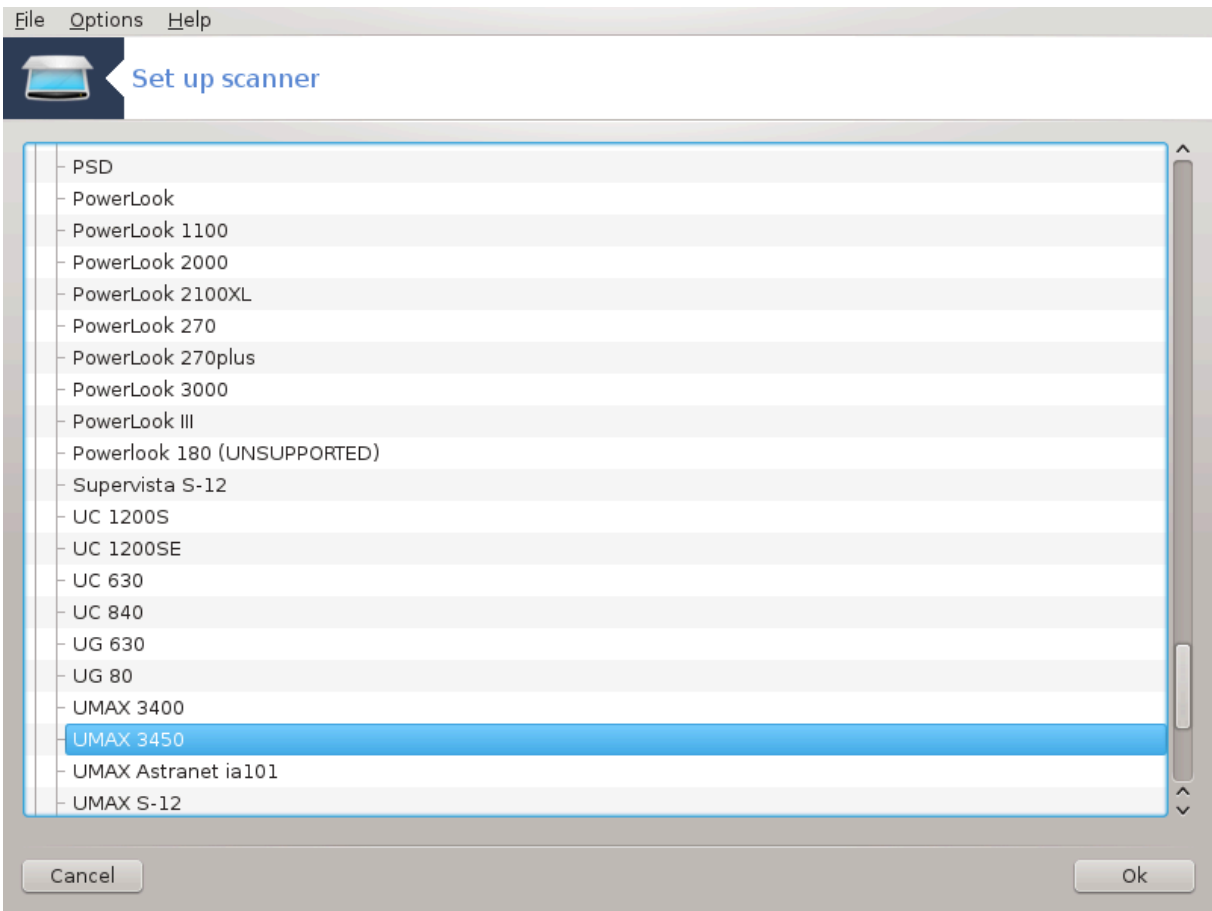 File Options Help
Set up scanner
PSD
PowerLook
PowerLook 1100
PowerLook 2000
PowerLook 2100XL
PowerLook 270
PowerLook 270plus
PowerLook 3000
PowerLook III
Powerlook 180 (UNSUPPORTED)
Supervista S-12
UC 1200S
UC 1200SE
UC 630
UC 840
UG 630
UG 80
UMAX 3400
UMAX 3450
UMAX Astranet ia101
UMAX S-12
Cancel Ok